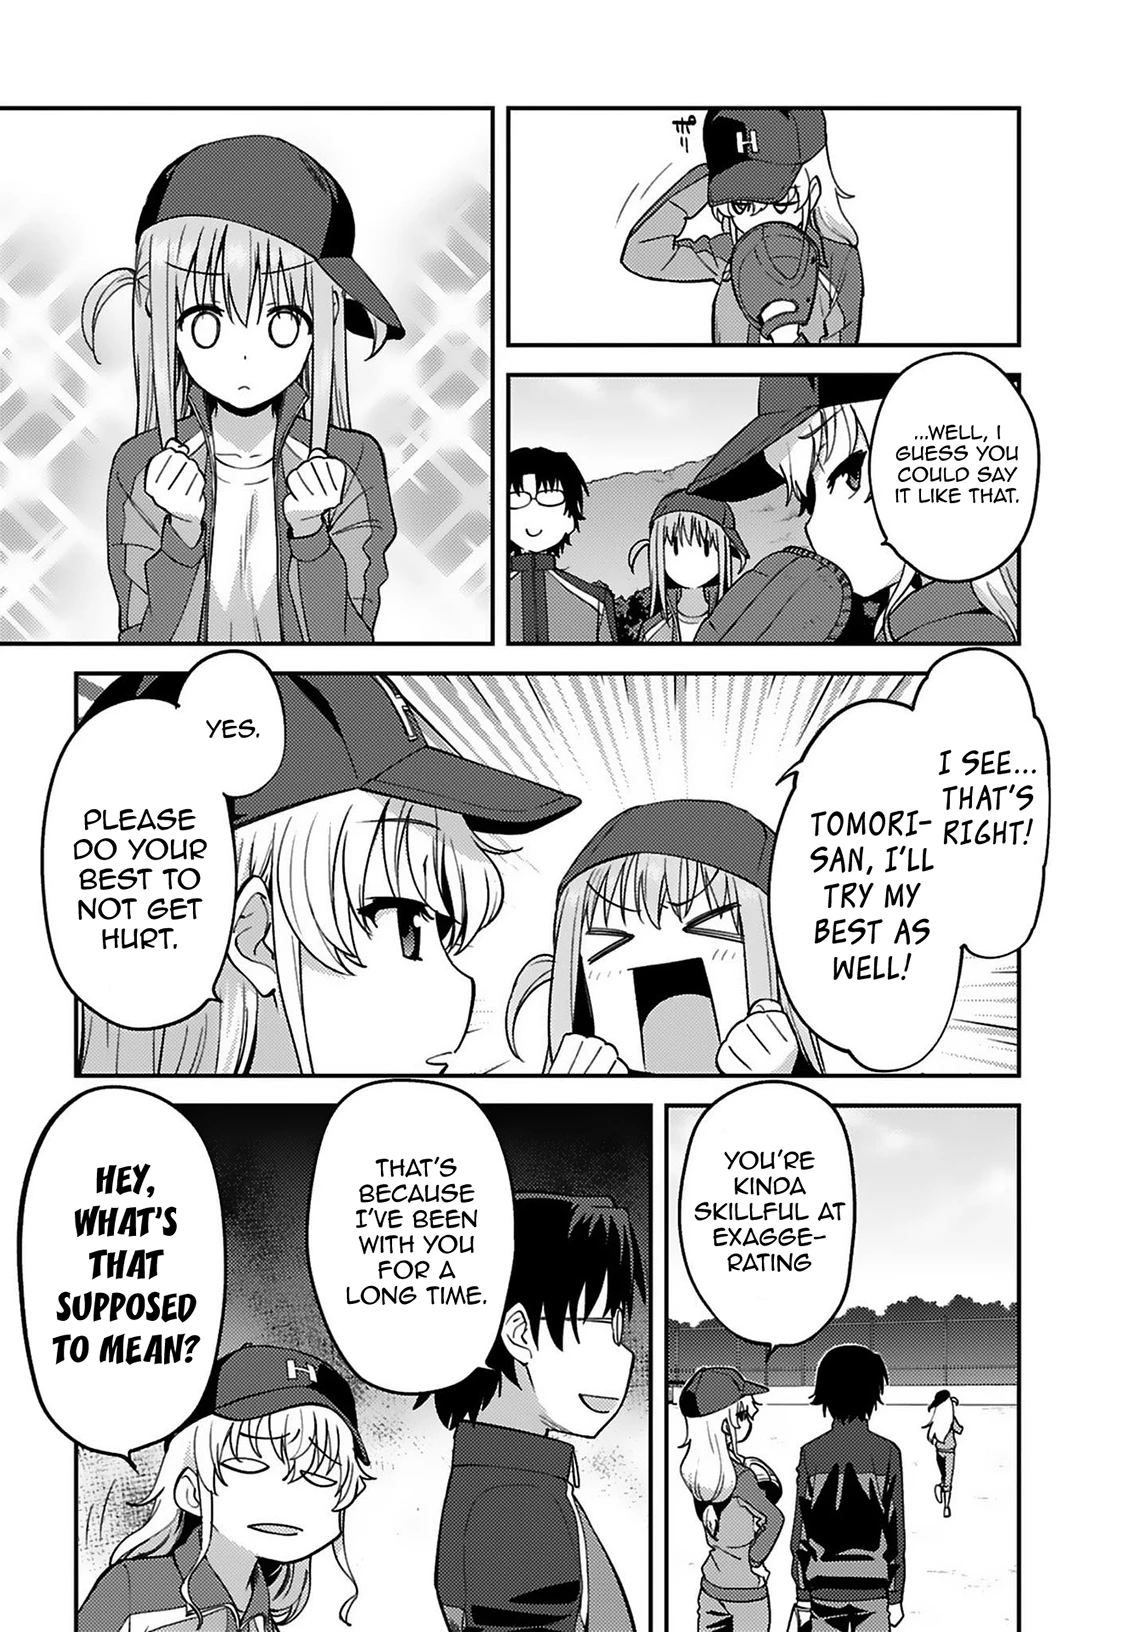 ポ
H
…WELL, I
GUESS YOU
COULD SAY
IT LIKE THAT.
I SEE...
THAT'S
RIGHT!
TOMORI-
SAN, I'LL
TRY MY
BEST AS
WELL!
YES.
PLEASE
DO YOUR
BEST TO
NOT GET
HURT.
YOU'RE
KINDA
SKILLFUL AT
EXAGGE-
RATING
THAT'S
BECAUSE
I'VE BEEN
WITH YOU
FOR A
LONG TIME.
HEY,
WHAT'S
THAT
SUPPOSED
TO MEAN?
H